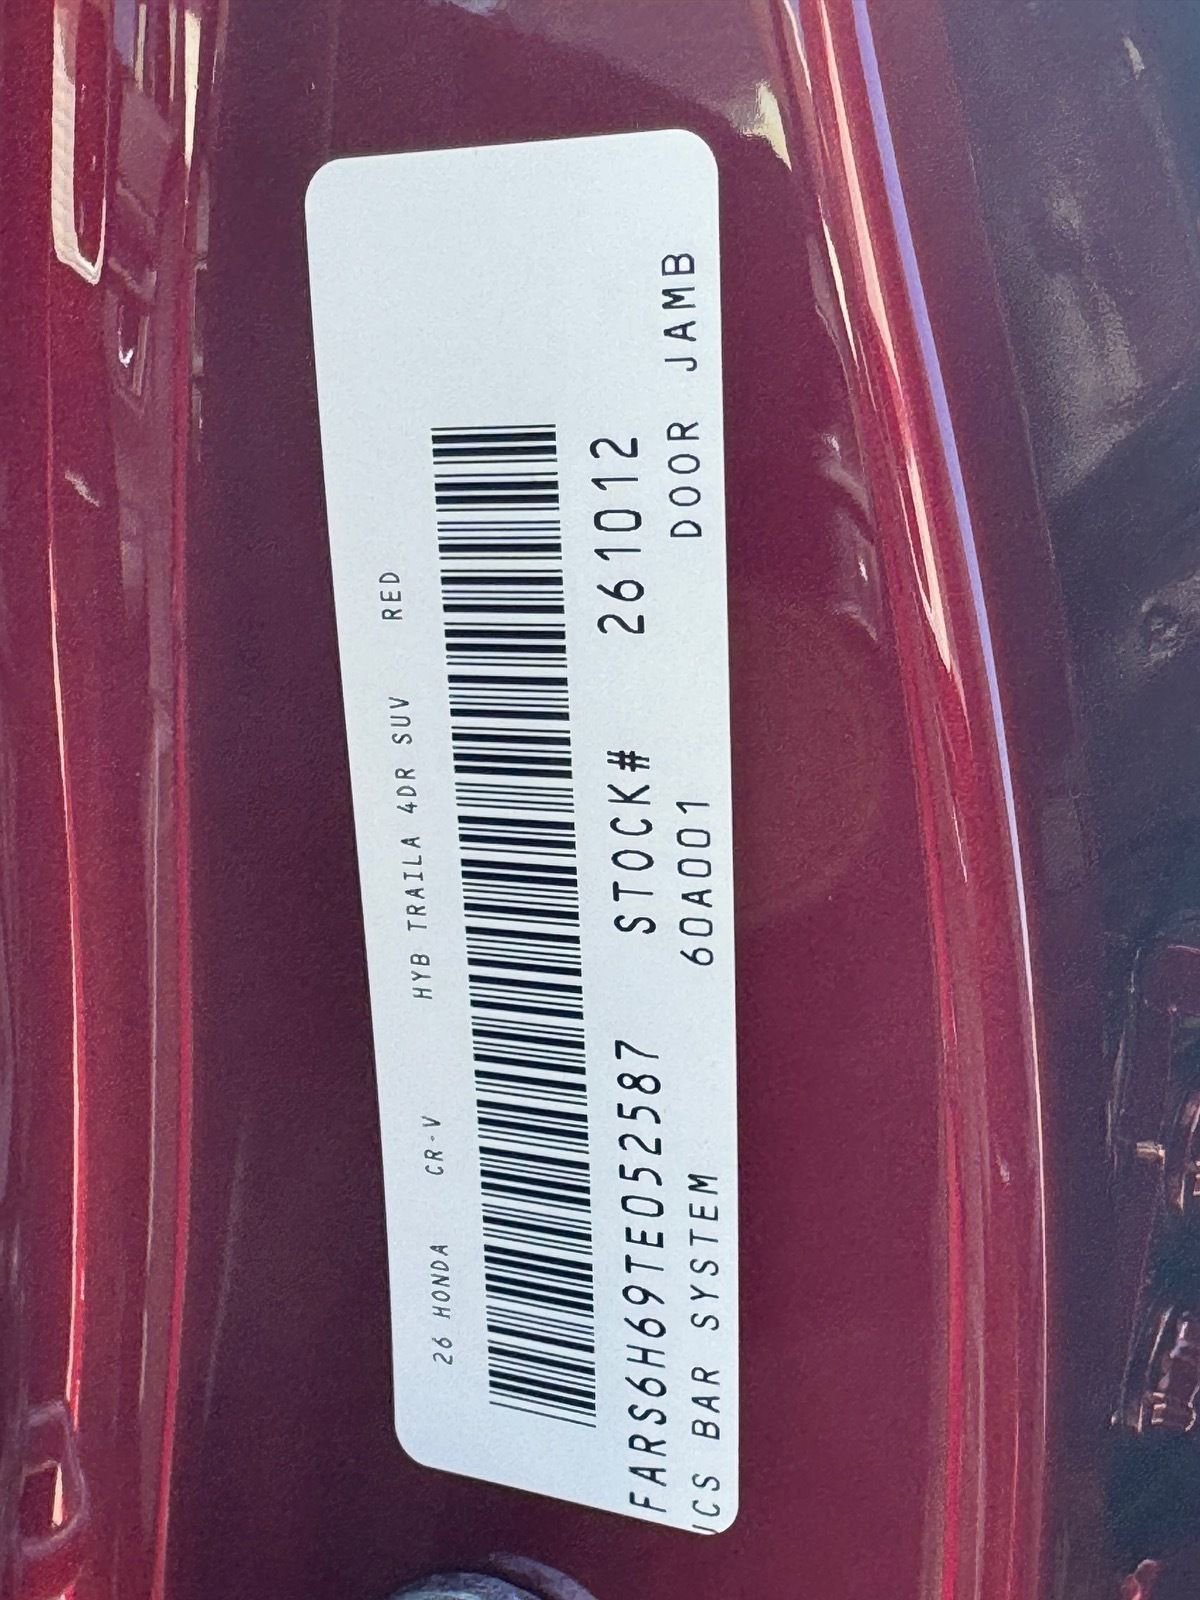 26 HONDA CR-V HYB TRAILA 4DR SUV RED
FARS6H69TE052587 STOCK# 261012
CS BAR SYSTEM 60A001 DOOR JAMB